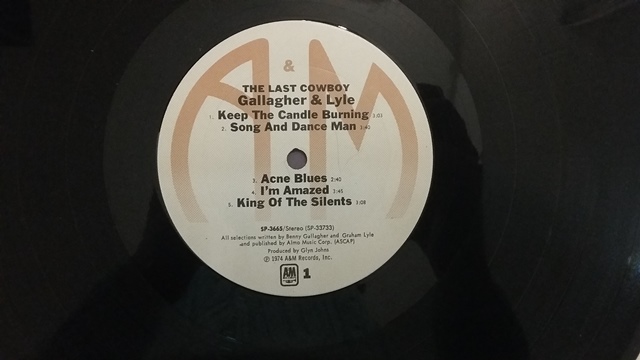 A&M
THE LAST COWBOY
Gallagher & Lyle
1. Keep The Candle Burning 3:03
2. Song And Dance Man 2:40
3. Acne Blues 2:40
4. I'm Amazed 3:45
5. King Of The Silents 3:08
SP-3665/Stereo (SP-33733)
All selections written by Benny Gallagher and Graham Lyle
and published by Almo Music Corp. (ASCAP)
Produced by Glyn Johns
℗ 1974 A&M Records, Inc.
A&M 1